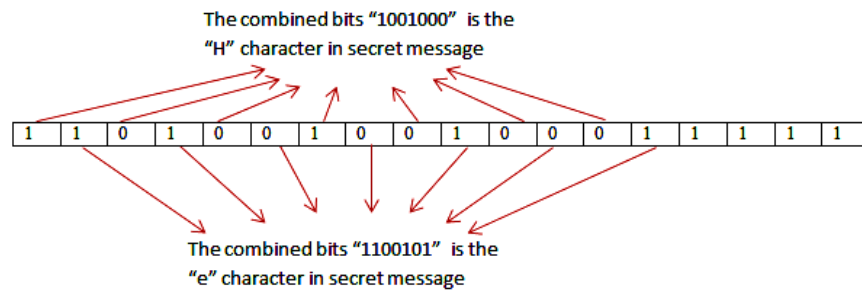 The combined bits “1001000” is the
“H” character in secret message
1 1 0 1 0 0 1 0 0 1 0 0 0 1 1 1 1 1
The combined bits “1100101” is the
“e” character in secret message